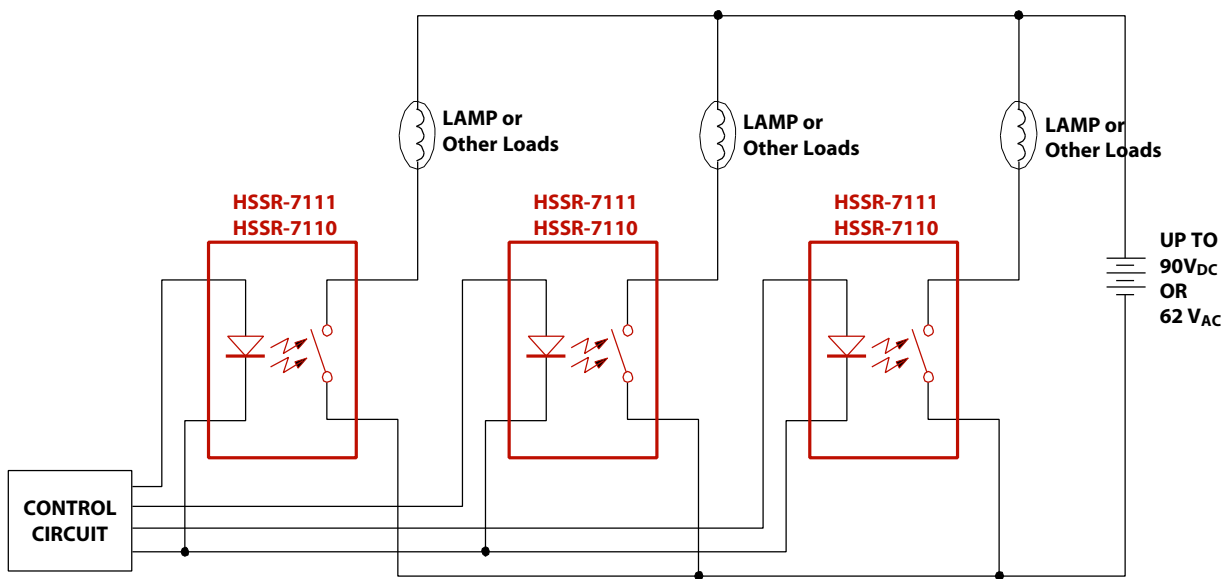 LAMP or
Other Loads
LAMP or
Other Loads
LAMP or
Other Loads
HSSR-7111
HSSR-7110
HSSR-7111
HSSR-7110
HSSR-7111
HSSR-7110
UP TO
90VDC
OR
62 VAC
CONTROL
CIRCUIT